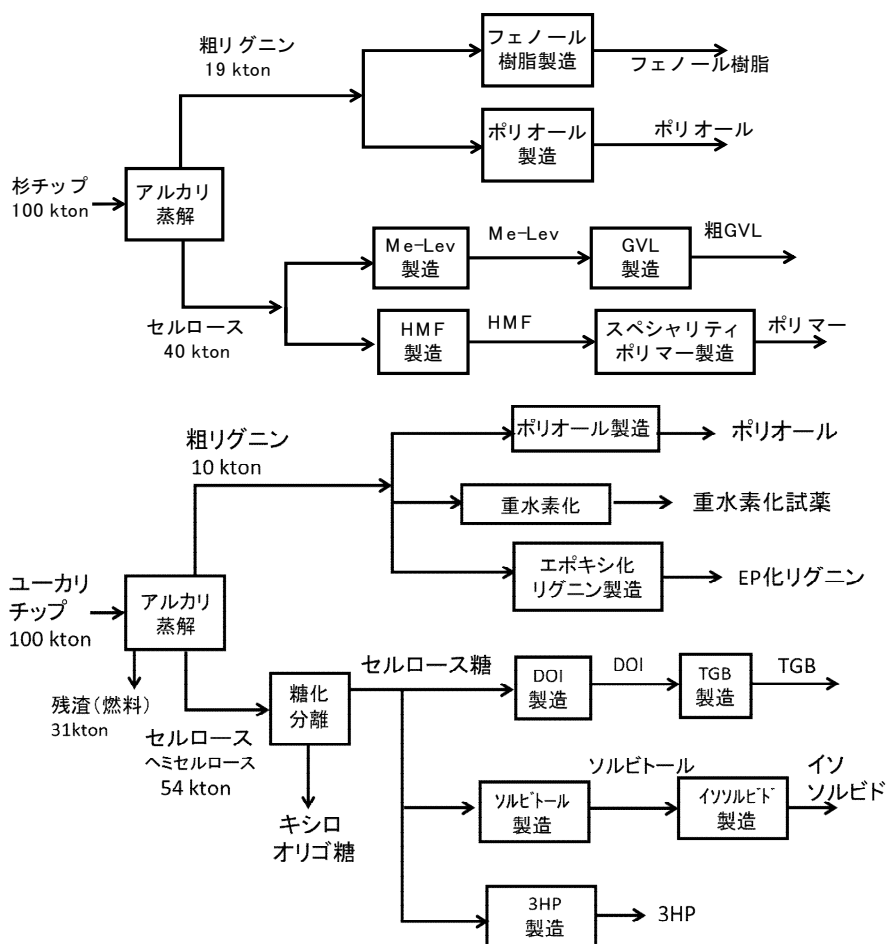 粗リグニン
19 kton
フェノール
樹脂製造
フェノール樹脂
ポリオール
製造
ポリオール
杉チップ
100 kton
アルカリ
蒸解
Me-Lev
製造
Me-Lev
GVL
製造
粗GVL
セルロース
40 kton
HMF
製造
HMF
スペシャリティ
ポリマー製造
ポリマー
粗リグニン
10 kton
ポリオール製造
ポリオール
重水素化
重水素化試薬
エポキシ化
リグニン製造
EP化リグニン
ユーカリ
チップ
100 kton
アルカリ
蒸解
残渣(燃料)
31kton
セルロース
ヘミセルロース
54 kton
糖化
分離
キシロ
オリゴ糖
セルロース糖
DOI
製造
DOI
TGB
製造
TGB
ソルビトール
製造
ソルビトール
イソソルビド
製造
イソ
ソルビド
3HP
製造
3HP